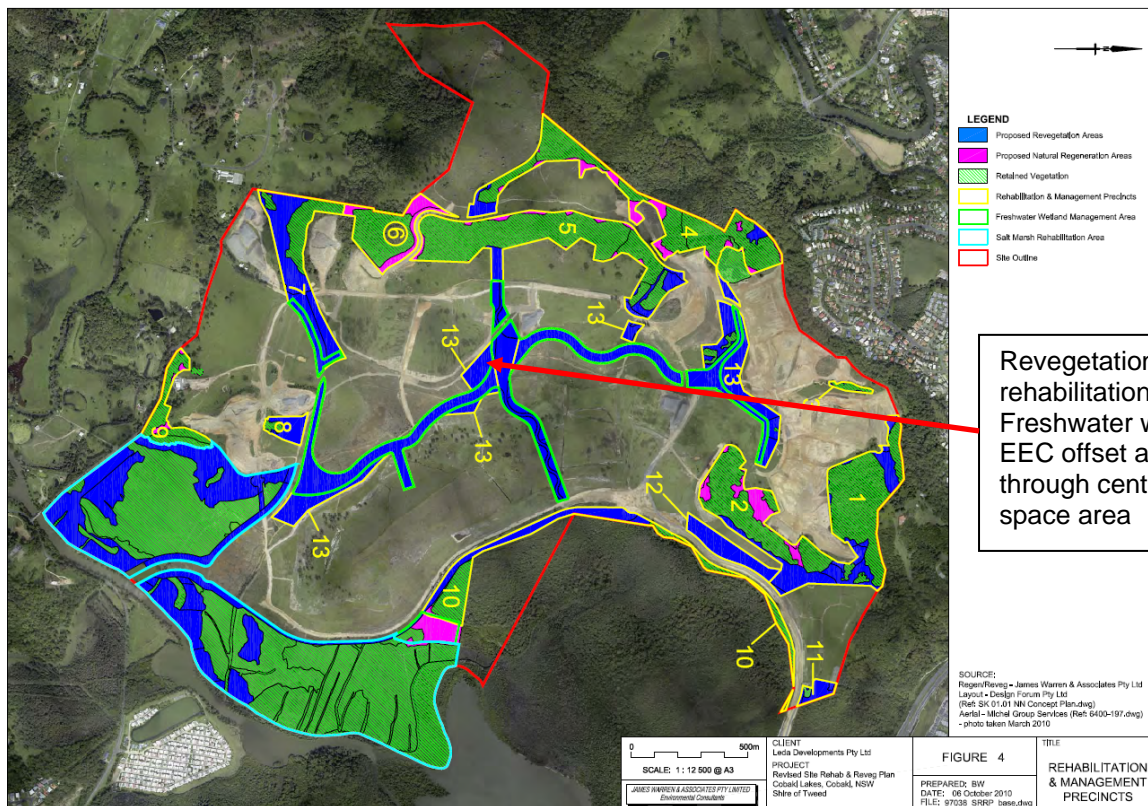 N
LEGEND
Proposed Revegetation Areas
Proposed Natural Regeneration Areas
Retained Vegetation
Rehabilitation & Management Precincts
Freshwater Wetland Management Area
Salt Marsh Rehabilitation Area
Site Outline
6
5
4
7
13
13
13
3
9
8
13
13
12
2
1
10
10
11
Revegetation
rehabilitation
Freshwater w
EEC offset a
through cent
space area
SOURCE:
Regen/Reveg - James Warren & Associates Pty Ltd
Layout - Design Forum Pty Ltd
(Ref: SK 01.01 NN Concept Plan.dwg)
Aerial - Michel Group Services (Ref: 6400-197.dwg)
- photo taken March 2010
0 500m
SCALE: 1 : 12 500 @ A3
JAMES WARREN & ASSOCIATES PTY LIMITED
Environmental Consultants
CLIENT
Leda Developments Pty Ltd
PROJECT
Revised Site Rehab & Reveg Plan
Cobaki Lakes, Cobaki, NSW
Shire of Tweed
FIGURE 4
PREPARED: BW
DATE: 06 October 2010
FILE: 97038 SRRP base.dwg
TITLE
REHABILITATION
& MANAGEMENT
PRECINCTS